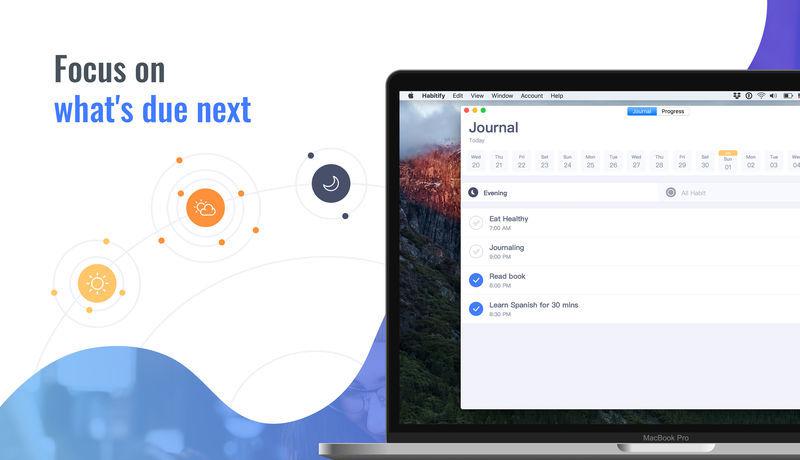 Focus on
what's due next
Habitify Edit View Window Account Help
Journal Progress
Journal
Today
Wed Thu Fri Sat Sun Mon Tue Wed Thu Fri Sat Sun Mon Tue Wed
20 21 22 23 24 25 26 27 28 29 30 01 02 03 04
Evening All Habit
Eat Healthy
7:00 AM
Journaling
9:00 PM
Read book
8:00 PM
Learn Spanish for 30 mins
8:30 PM
MacBook Pro